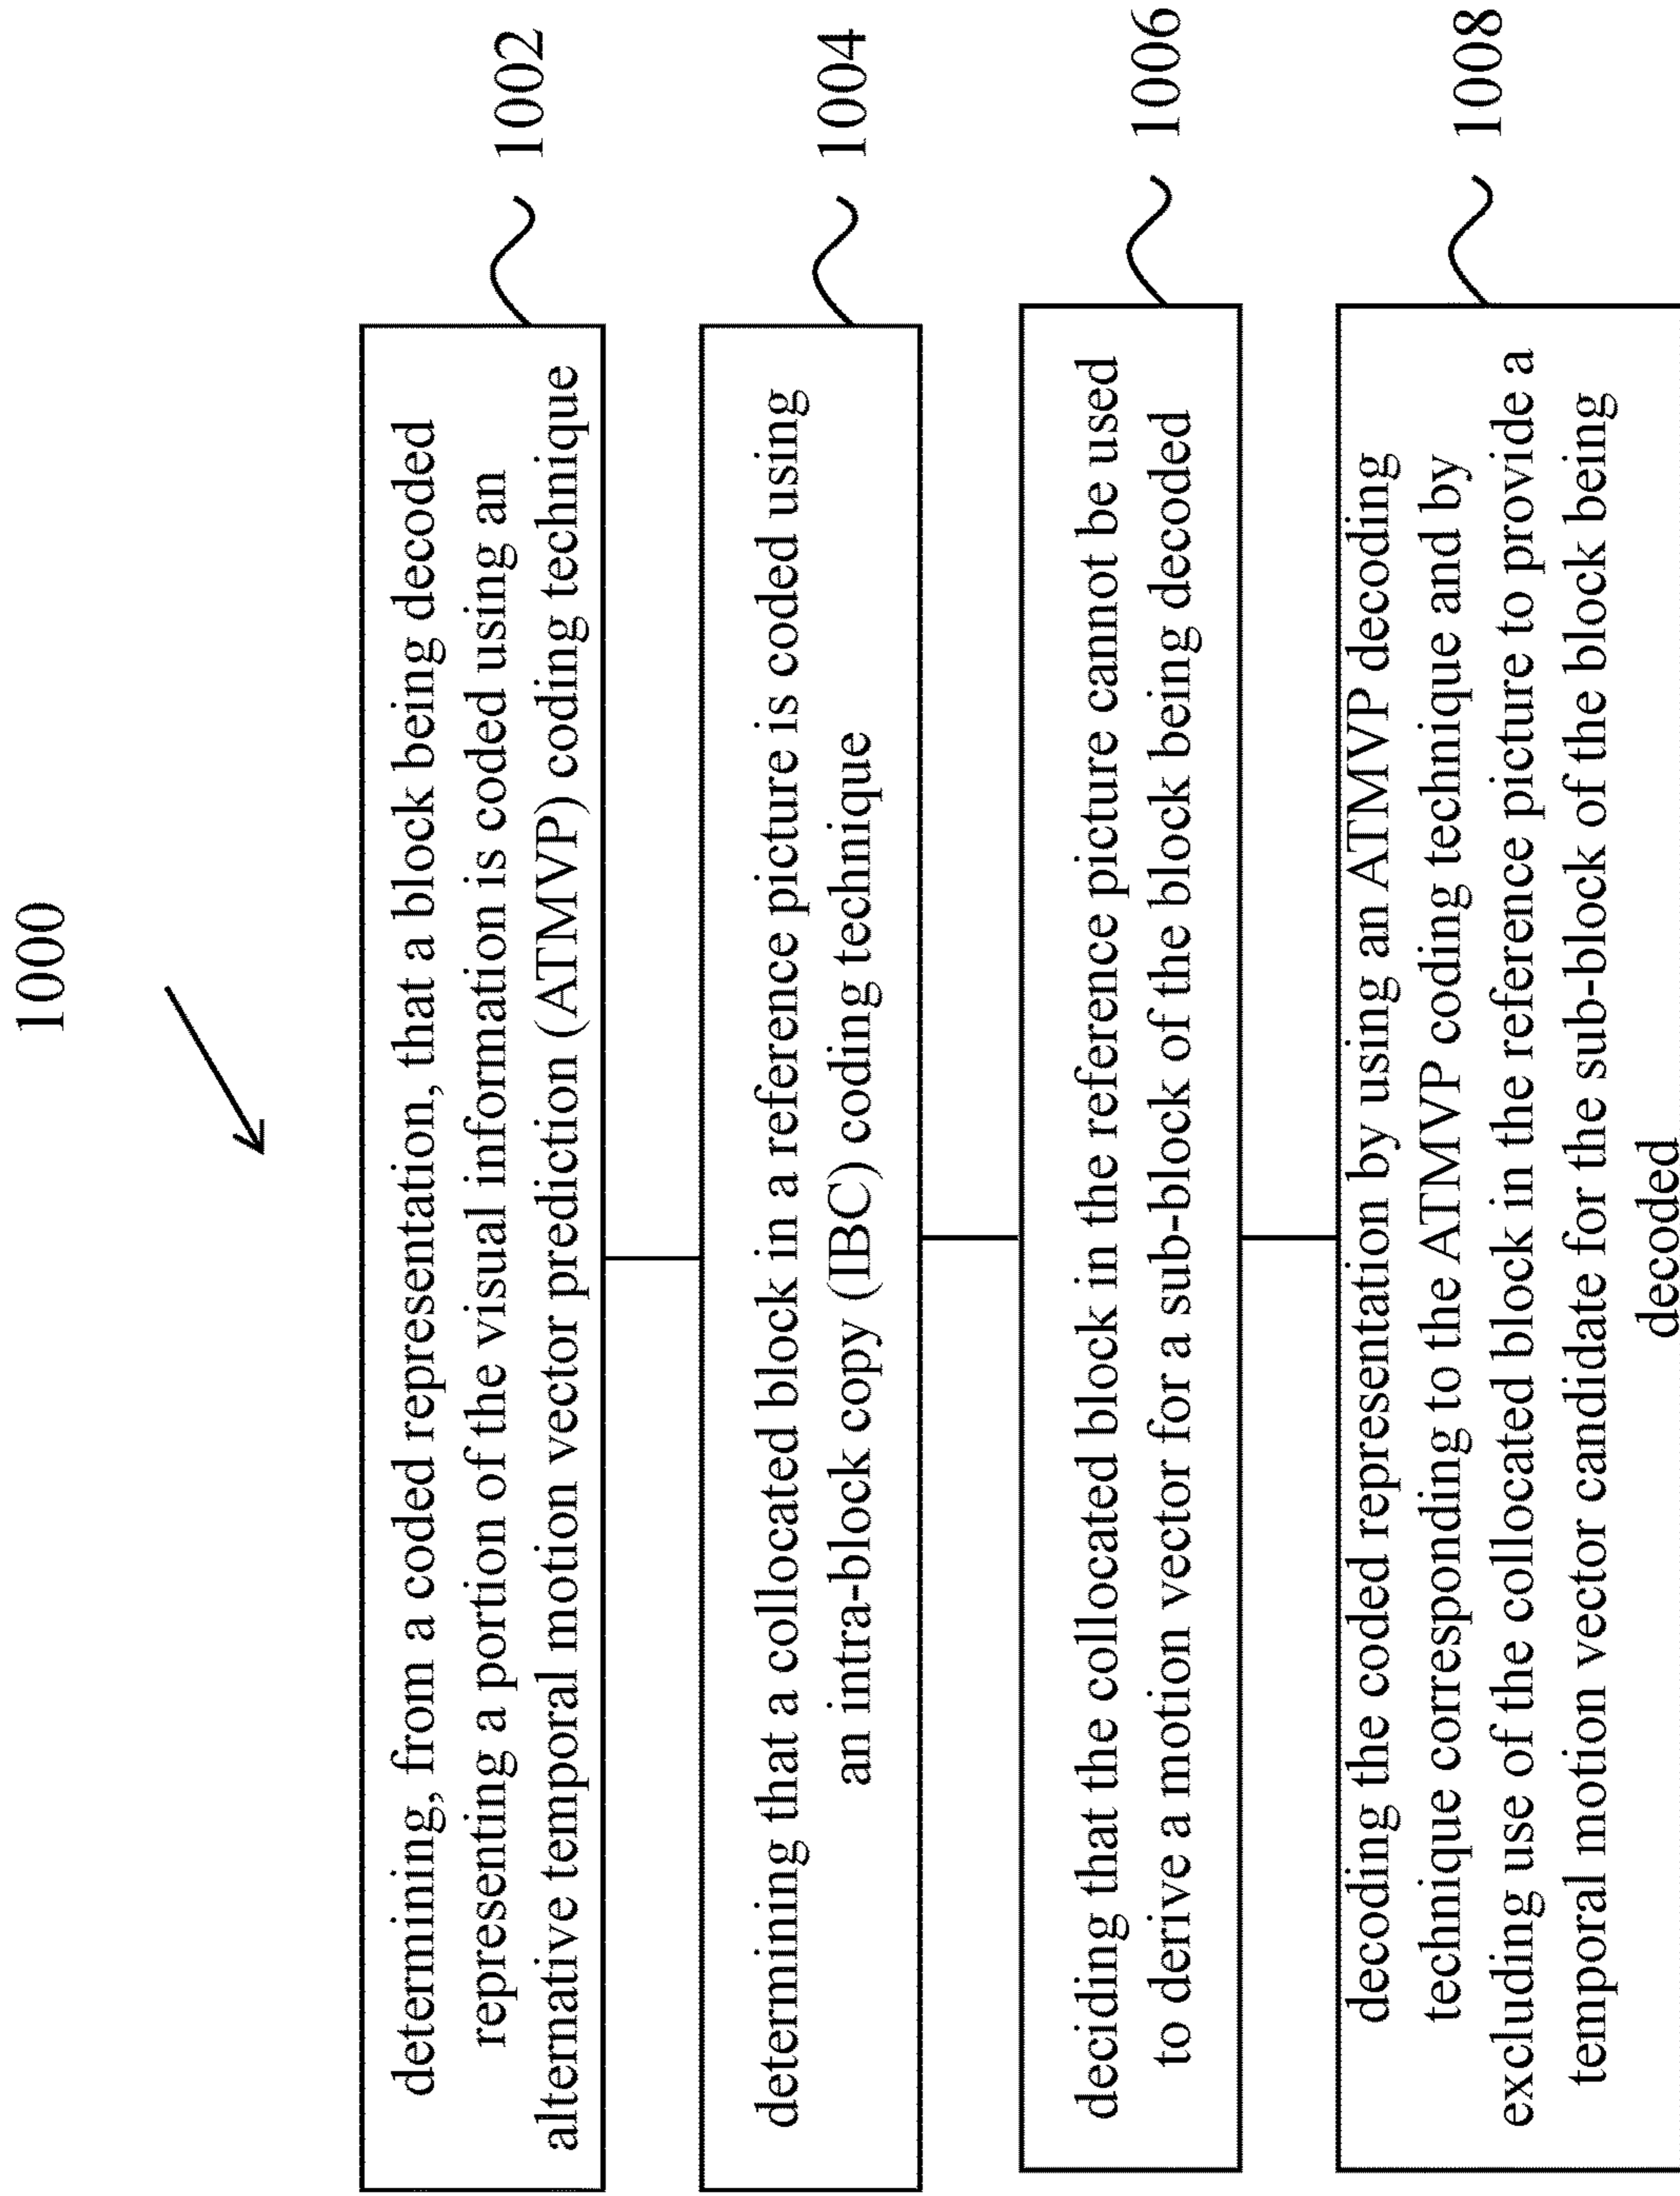 1000
determining, from a coded representation, that a block being decoded
representing a portion of the visual information is coded using an
alternative temporal motion vector prediction (ATMVP) coding technique
1002
determining that a collocated block in a reference picture is coded using
an intra-block copy (IBC) coding technique
1004
deciding that the collocated block in the reference picture cannot be used
to derive a motion vector for a sub-block of the block being decoded
1006
decoding the coded representation by using an ATMVP decoding
technique corresponding to the ATMVP coding technique and by
excluding use of the collocated block in the reference picture to provide a
temporal motion vector candidate for the sub-block of the block being
decoded
1008